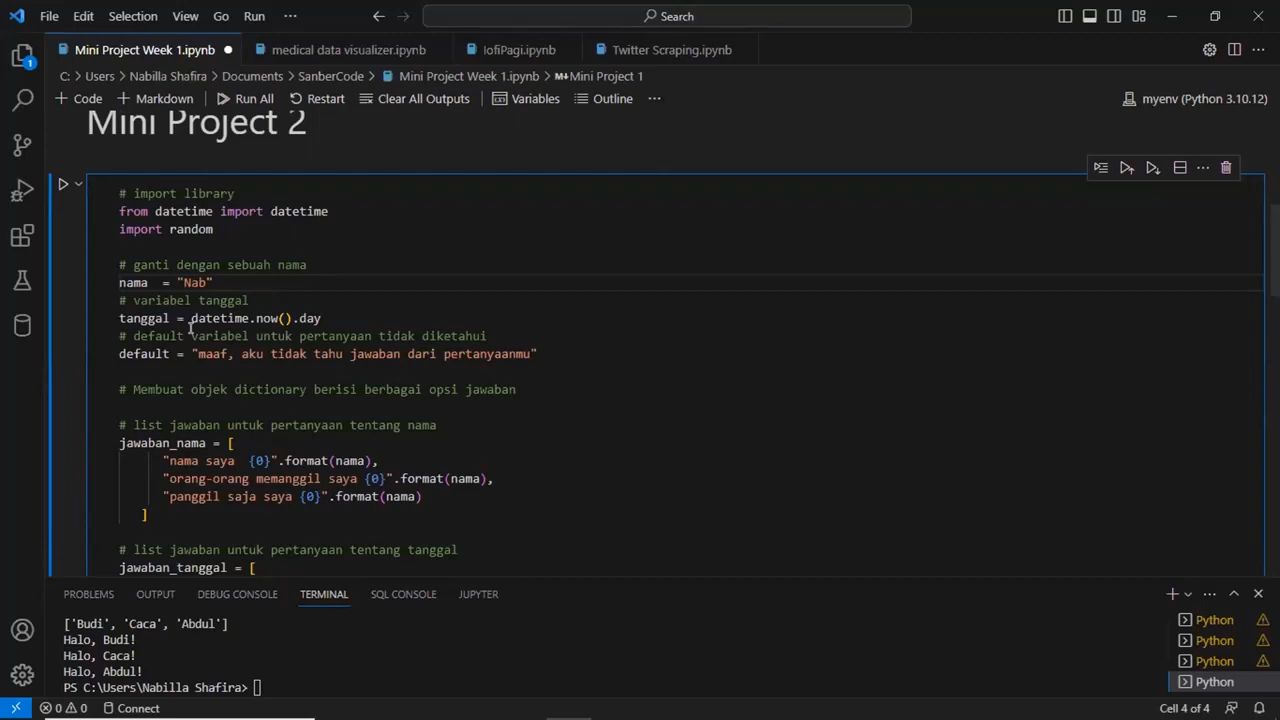 File Edit Selection View Go Run ··· Search
Mini Project Week 1.ipynb medical data visualizer.ipynb IofiPagi.ipynb Twitter Scraping.ipynb
C: > Users > Nabilla Shafira > Documents > SanberCode > Mini Project Week 1.ipynb > Mini Project 1
Code Markdown Run All Restart Clear All Outputs Variables Outline ··· myenv (Python 3.10.12)
Mini Project 2
# import library
from datetime import datetime
import random
# ganti dengan sebuah nama
nama  = "Nab"
# variabel tanggal
tanggal = datetime.now().day
# default variabel untuk pertanyaan tidak diketahui
default = "maaf, aku tidak tahu jawaban dari pertanyaanmu"
# Membuat objek dictionary berisi berbagai opsi jawaban
# list jawaban untuk pertanyaan tentang nama
jawaban_nama = [
"nama saya  {0}".format(nama),
"orang-orang memanggil saya {0}".format(nama),
"panggil saja saya {0}".format(nama)
]
# list jawaban untuk pertanyaan tentang tanggal
jawaban_tanggal = [
PROBLEMS OUTPUT DEBUG CONSOLE TERMINAL SQL CONSOLE JUPYTER
['Budi', 'Caca', 'Abdul']
Halo, Budi!
Halo, Caca!
Halo, Abdul!
PS C:\Users\Nabilla Shafira>
Python
Python
Python
Python
0 0 Connect Cell 4 of 4
1